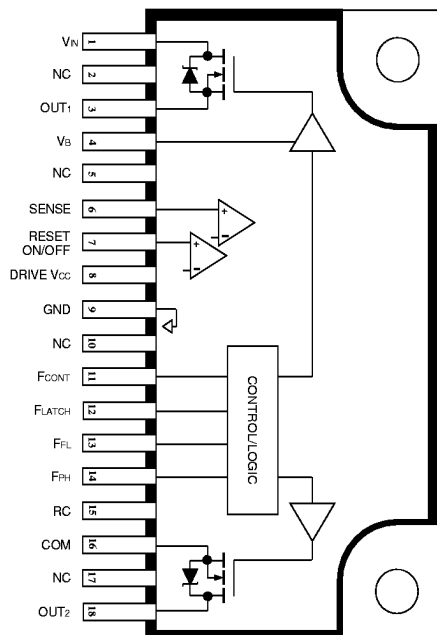 VIN 1
NC 2
OUT1 3
VB 4
NC 5
SENSE 6 +
-
RESET
ON/OFF 7 +
-
DRIVE VCC 8
GND 9
NC 10
FCONT 11
FLATCH 12
FFL 13
FPH 14
CONTROL/LOGIC
RC 15
COM 16
NC 17
OUT2 18